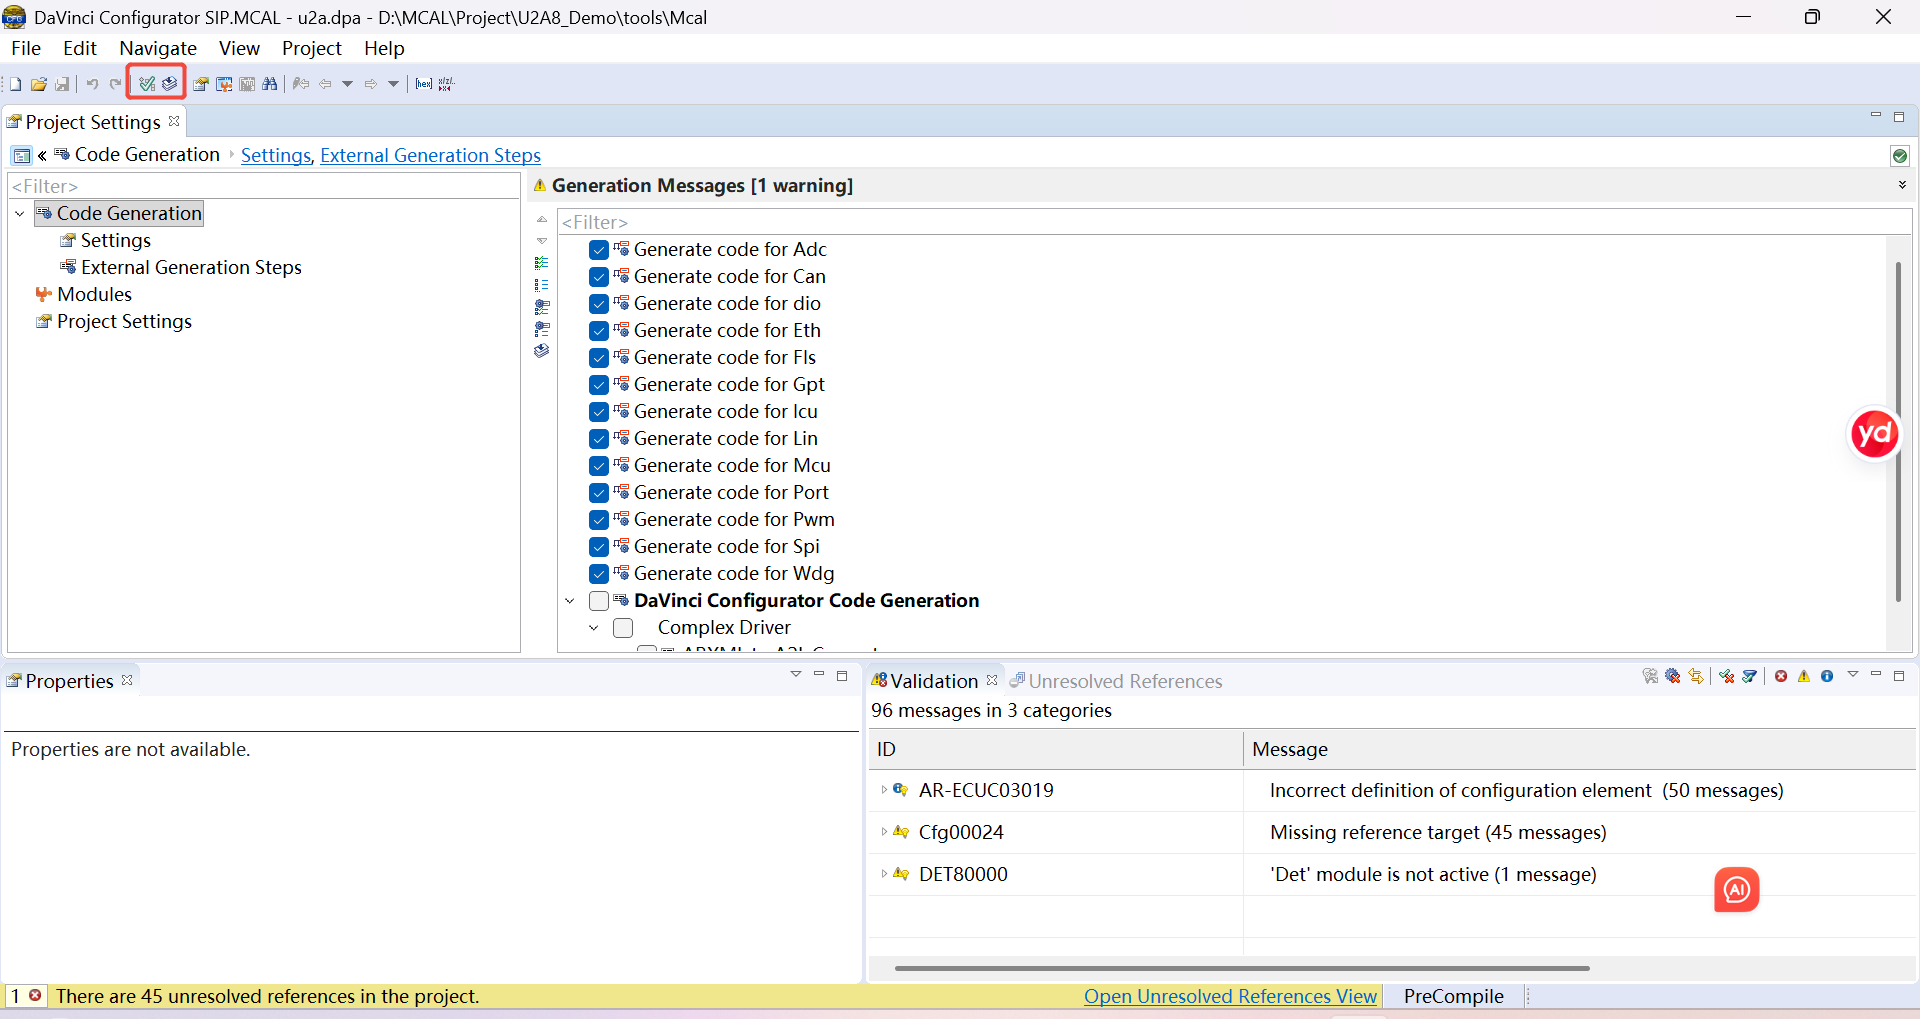 DaVinci Configurator SIP.MCAL - u2a.dpa - D:\MCAL\Project\U2A8_Demo\tools\Mcal
File Edit Navigate View Project Help
Project Settings
« Code Generation Settings, External Generation Steps
<Filter>
Code Generation
Settings
External Generation Steps
Modules
Project Settings
Generation Messages [1 warning]
<Filter>
Generate code for Adc
Generate code for Can
Generate code for dio
Generate code for Eth
Generate code for Fls
Generate code for Gpt
Generate code for Icu
Generate code for Lin
Generate code for Mcu
Generate code for Port
Generate code for Pwm
Generate code for Spi
Generate code for Wdg
DaVinci Configurator Code Generation
Complex Driver
yd
Properties
Properties are not available.
Validation Unresolved References
96 messages in 3 categories
ID Message
AR-ECUC03019 Incorrect definition of configuration element (50 messages)
Cfg00024 Missing reference target (45 messages)
DET80000 'Det' module is not active (1 message)
AI
1 There are 45 unresolved references in the project. Open Unresolved References View PreCompile